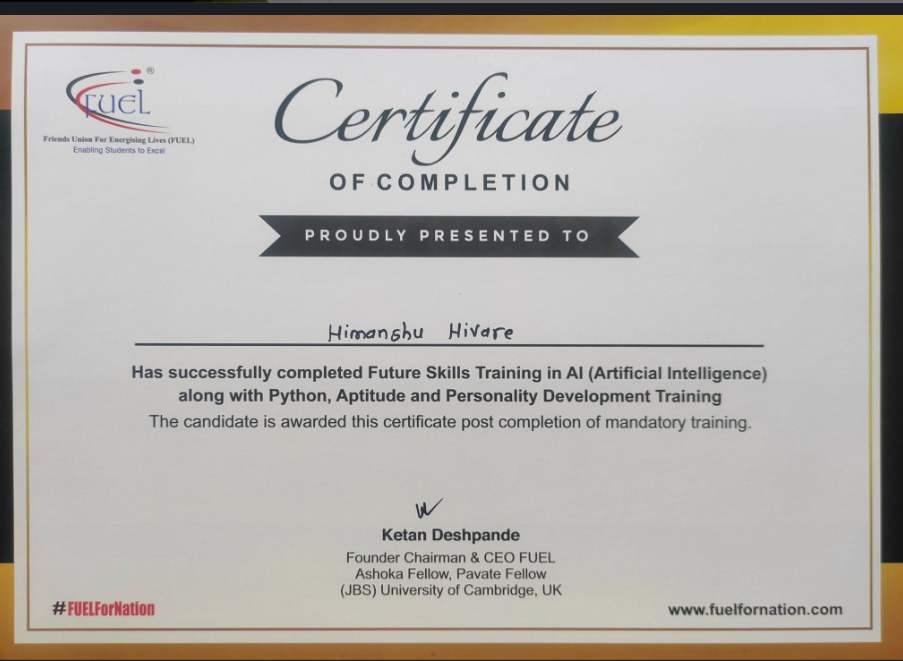 FUEL®
Friends Union For Energising Lives (FUEL)
Enabling Students to Excel
Certificate
OF COMPLETION
PROUDLY PRESENTED TO
Himanshu Hivare
Has successfully completed Future Skills Training in AI (Artificial Intelligence)
along with Python, Aptitude and Personality Development Training
The candidate is awarded this certificate post completion of mandatory training.
Ketan Deshpande
Founder Chairman & CEO FUEL
Ashoka Fellow, Pavate Fellow
(JBS) University of Cambridge, UK
#FUELForNation
www.fuelfornation.com